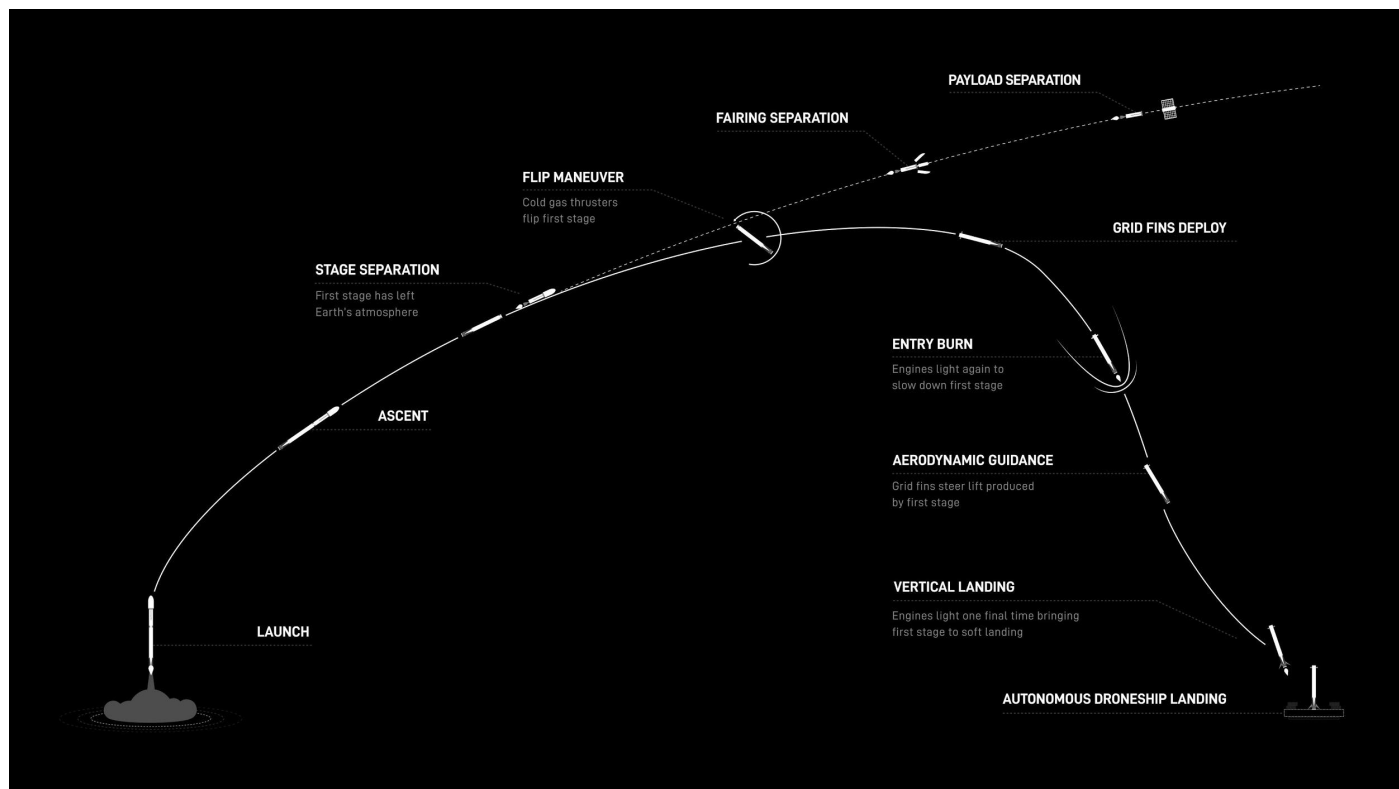 PAYLOAD SEPARATION
FAIRING SEPARATION
FLIP MANEUVER
Cold gas thrusters
flip first stage
GRID FINS DEPLOY
STAGE SEPARATION
First stage has left
Earth's atmosphere
ENTRY BURN
Engines light again to
slow down first stage
ASCENT
AERODYNAMIC GUIDANCE
Grid fins steer lift produced
by first stage
VERTICAL LANDING
Engines light one final time bringing
first stage to soft landing
LAUNCH
AUTONOMOUS DRONESHIP LANDING